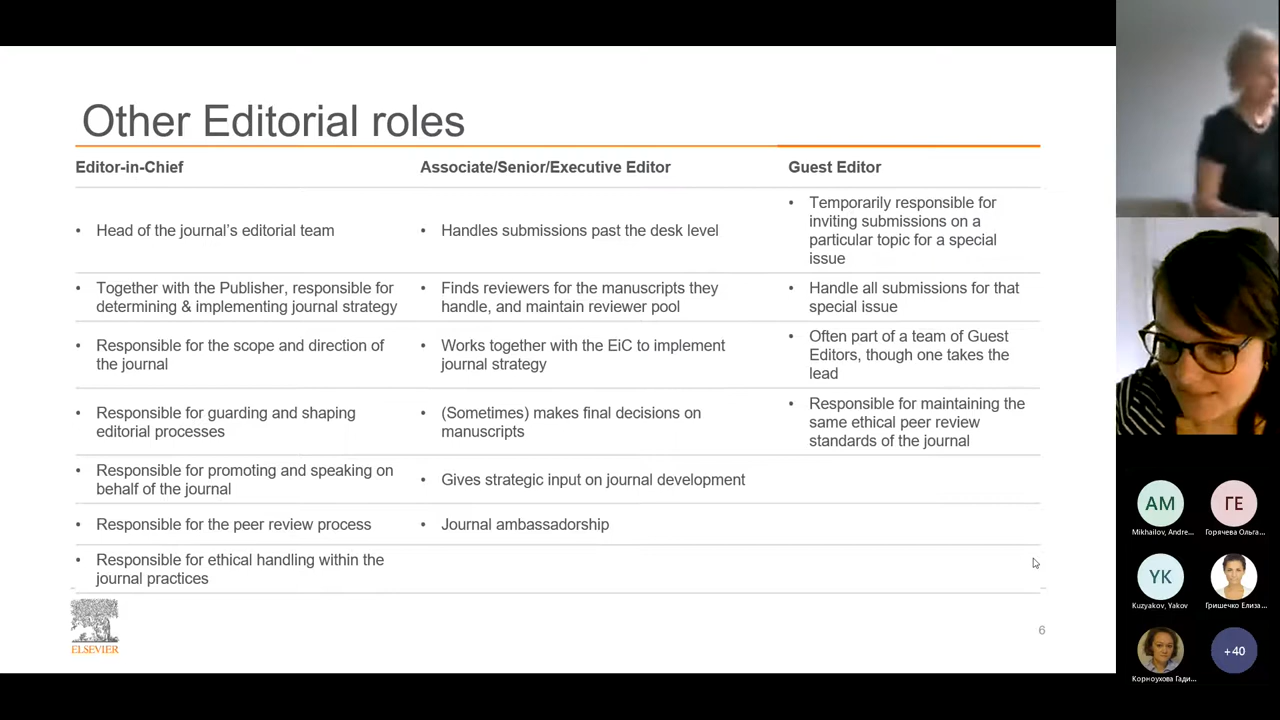 Other Editorial roles
Editor-in-Chief
Associate/Senior/Executive Editor
Guest Editor
• Head of the journal's editorial team
• Handles submissions past the desk level
• Temporarily responsible for
inviting submissions on a
particular topic for a special
issue
• Together with the Publisher, responsible for
determining & implementing journal strategy
• Finds reviewers for the manuscripts they
handle, and maintain reviewer pool
• Handle all submissions for that
special issue
• Responsible for the scope and direction of
the journal
• Works together with the EiC to implement
journal strategy
• Often part of a team of Guest
Editors, though one takes the
lead
• Responsible for guarding and shaping
editorial processes
• (Sometimes) makes final decisions on
manuscripts
• Responsible for maintaining the
same ethical peer review
standards of the journal
• Responsible for promoting and speaking on
behalf of the journal
• Gives strategic input on journal development
• Responsible for the peer review process
• Journal ambassadorship
• Responsible for ethical handling within the
journal practices
ELSEVIER
6
AM
ГЕ
Mikhailov, Andre...
Горячева Ольга...
YK
Kuzyakov, Yakov
Гришечко Елиза...
+40
Корноухова Гади...